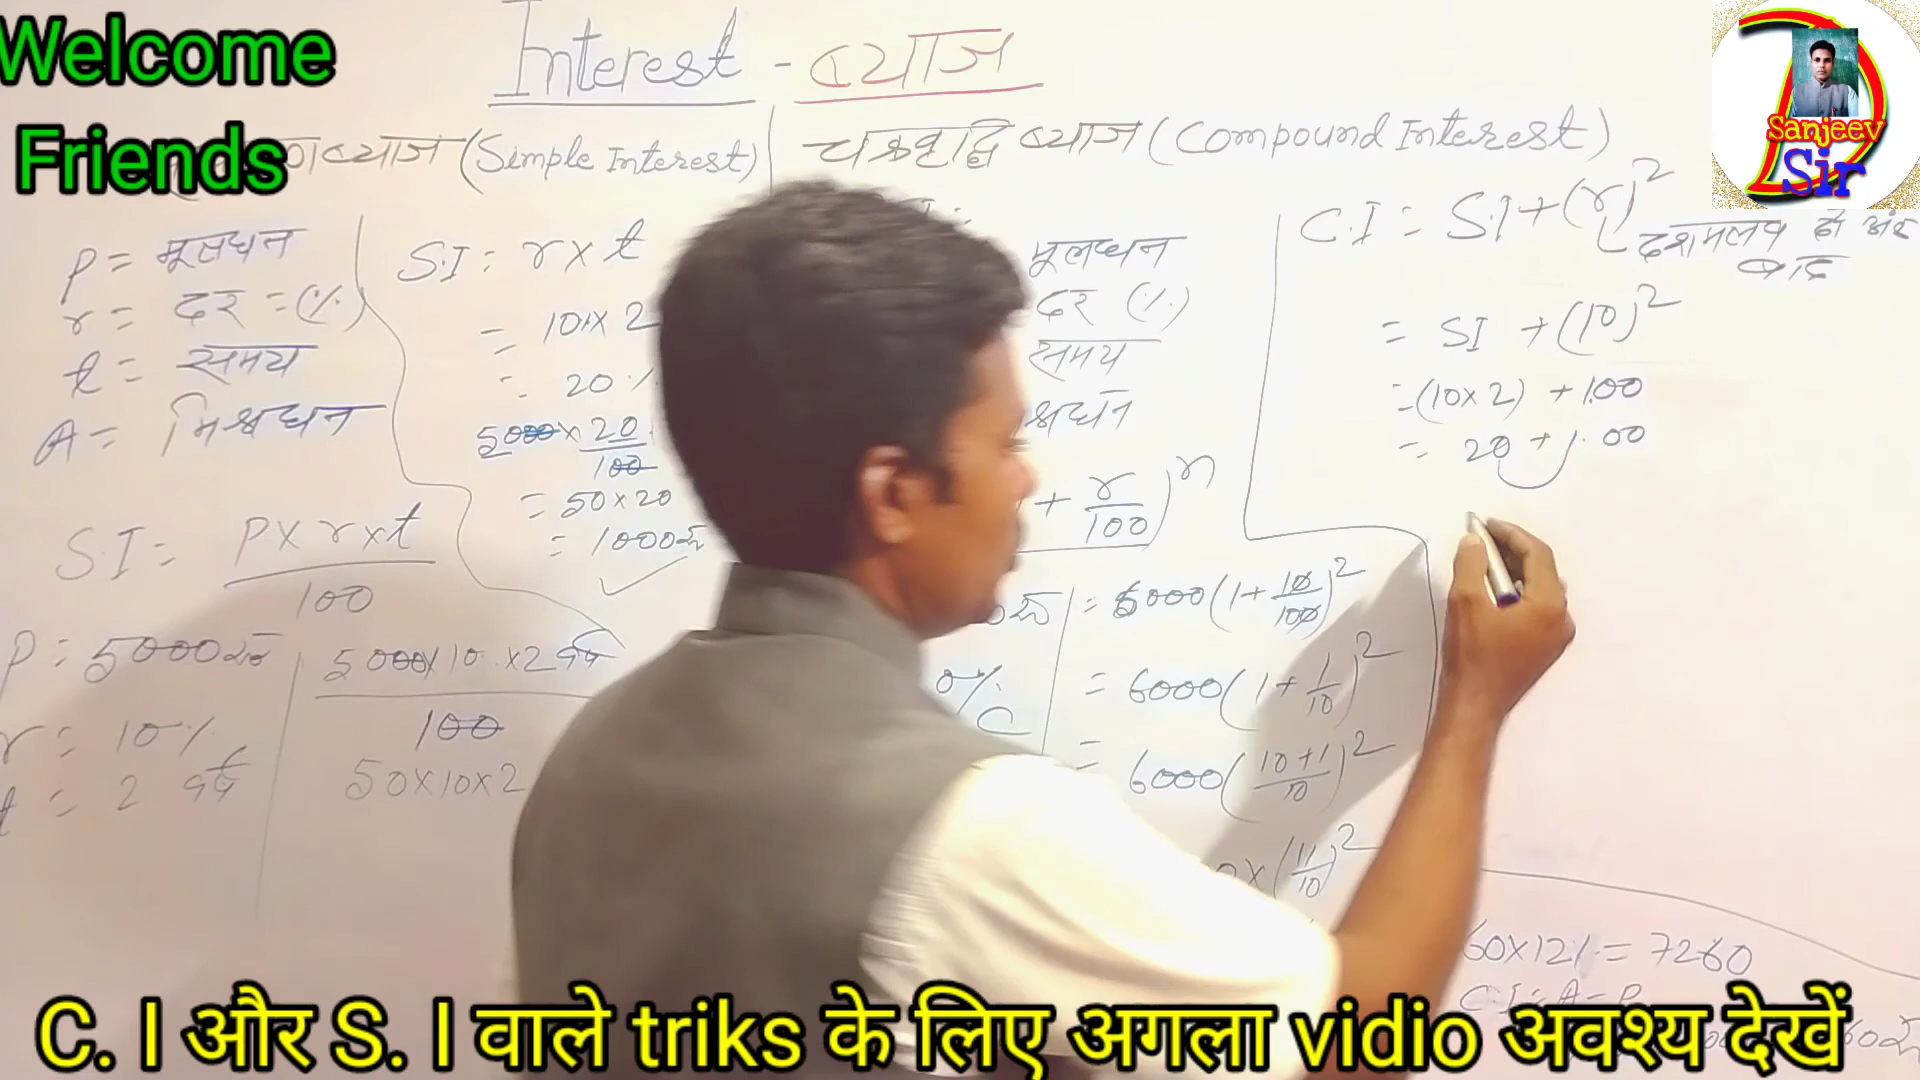 Welcome
Friends
Interest - ब्याज
ब्याज (Simple Interest)
चक्रवृद्धि ब्याज (Compound Interest)
Sanjeev
Sir
P = मूलधन
r = दर = (%)
t = समय
A = मिश्रधन
S.I = P x r x t
100
P = 5000
r = 10%
t = 2 वर्ष
5000 x 10 x 2 वर्ष
100
50 x 10 x 2
S.I = r x t
= 10 x 2
= 20 %
5000 x 20
100
= 50 x 20
= 1000रु
मूलधन
दर (%)
समय
श्रधन
+ r
100 ) n
0%
= 6000 (1 + 10
100 )2
= 6000 (1 + 1
10 )2
= 6000 ( 10 + 1
10 )2
0 x ( 11
10 )2
C.I = S.I + (r)2
दशमलव दो अंक
बाद
= SI + (10)2
= (10 x 2) + 1.00
= 20 + 1.00
60 x 121 = 7260
C.I = A - P
C. I और S. I वाले triks के लिए अगला vidio अवश्य देखें